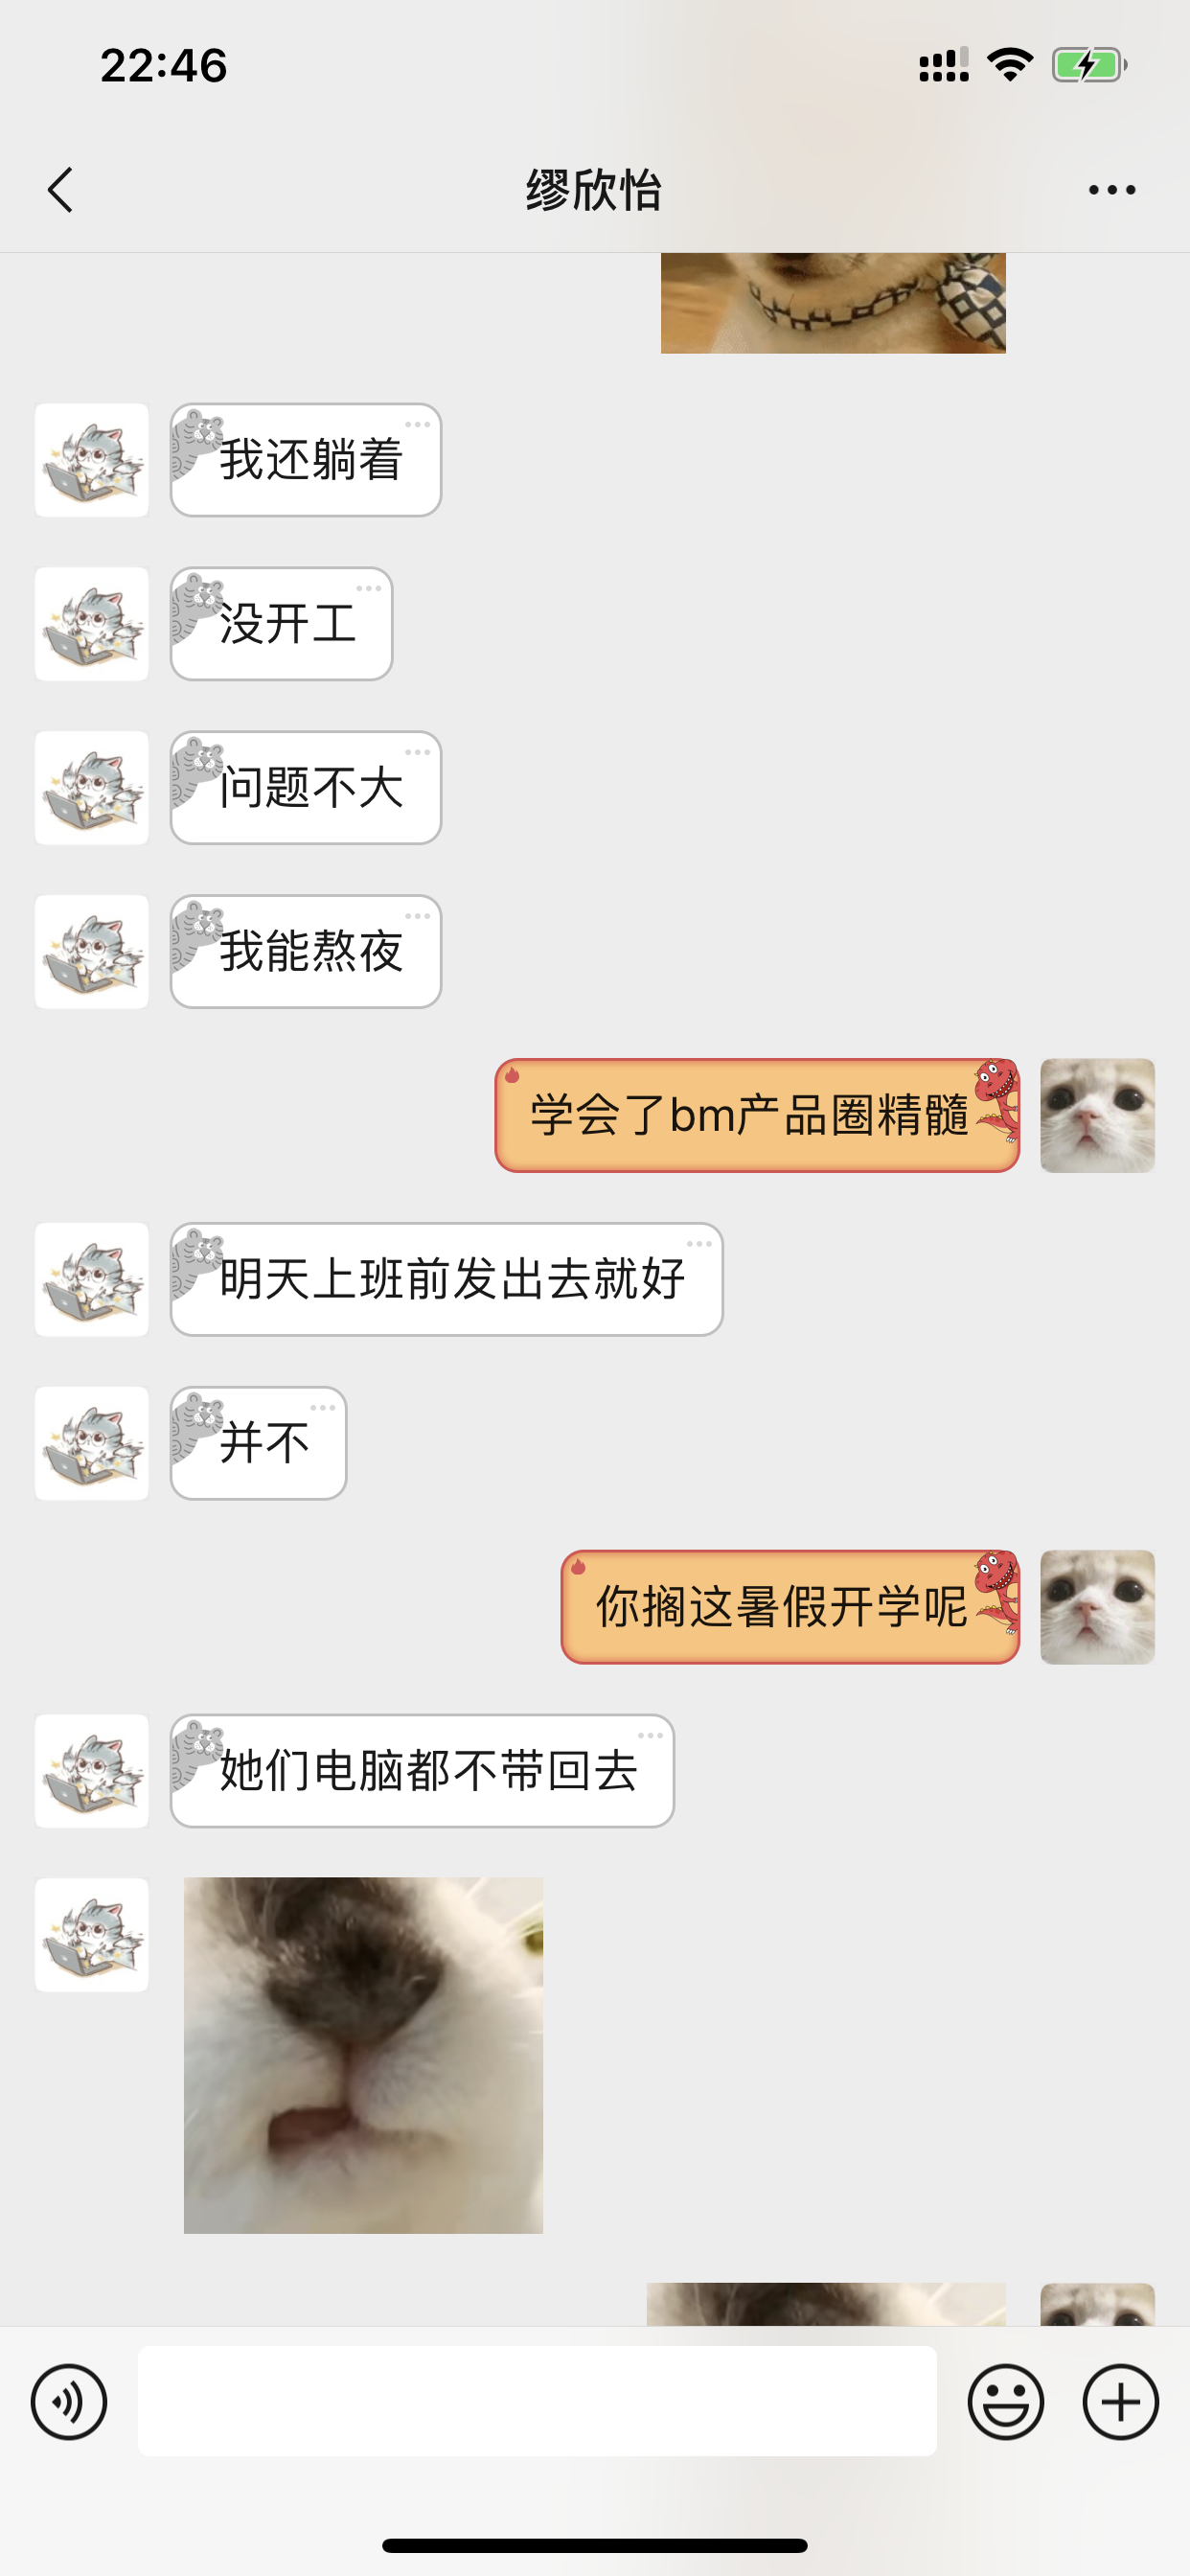 22:46
缪欣怡
我还躺着
没开工
问题不大
我能熬夜
学会了bm产品圈精髓
明天上班前发出去就好
并不
你搁这暑假开学呢
她们电脑都不带回去